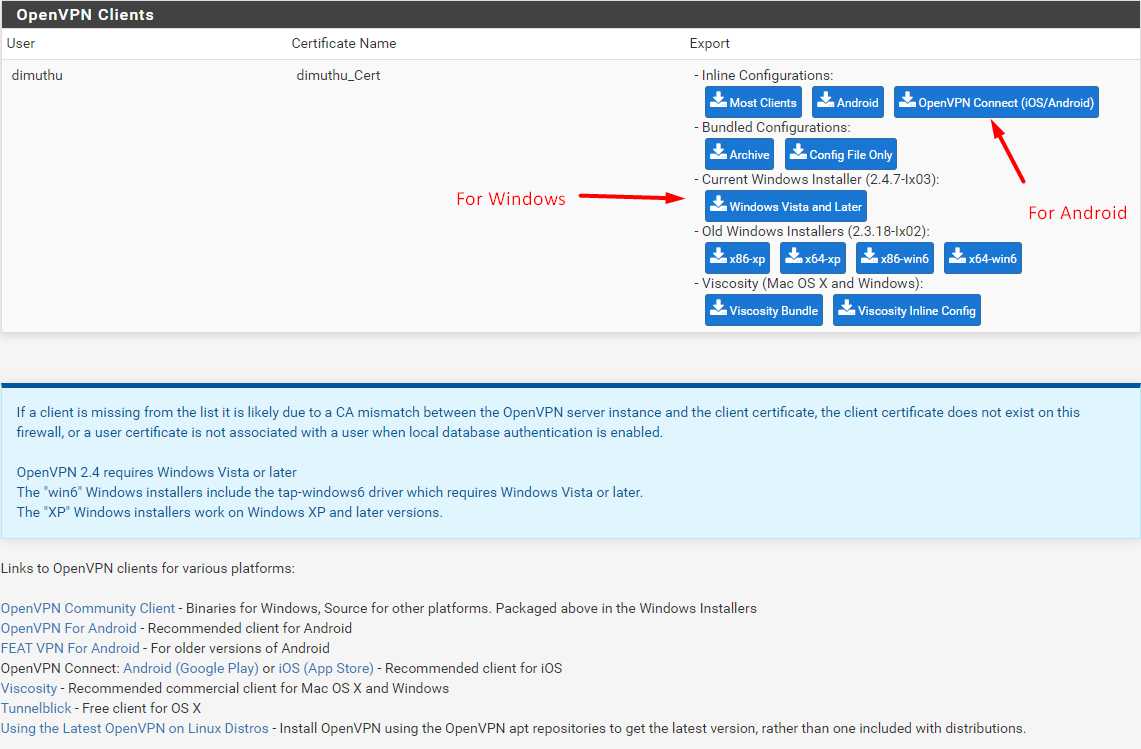 OpenVPN Clients
User Certificate Name Export
dimuthu dimuthu_Cert - Inline Configurations:
Most Clients Android OpenVPN Connect (iOS/Android)
- Bundled Configurations:
Archive Config File Only
- Current Windows Installer (2.4.7-Ix03):
For Windows Windows Vista and Later For Android
- Old Windows Installers (2.3.18-Ix02):
x86-xp x64-xp x86-win6 x64-win6
- Viscosity (Mac OS X and Windows):
Viscosity Bundle Viscosity Inline Config
If a client is missing from the list it is likely due to a CA mismatch between the OpenVPN server instance and the client certificate, the client certificate does not exist on this
firewall, or a user certificate is not associated with a user when local database authentication is enabled.
OpenVPN 2.4 requires Windows Vista or later
The "win6" Windows installers include the tap-windows6 driver which requires Windows Vista or later.
The "XP" Windows installers work on Windows XP and later versions.
Links to OpenVPN clients for various platforms:
OpenVPN Community Client - Binaries for Windows, Source for other platforms. Packaged above in the Windows Installers
OpenVPN For Android - Recommended client for Android
FEAT VPN For Android - For older versions of Android
OpenVPN Connect: Android (Google Play) or iOS (App Store) - Recommended client for iOS
Viscosity - Recommended commercial client for Mac OS X and Windows
Tunnelblick - Free client for OS X
Using the Latest OpenVPN on Linux Distros - Install OpenVPN using the OpenVPN apt repositories to get the latest version, rather than one included with distributions.